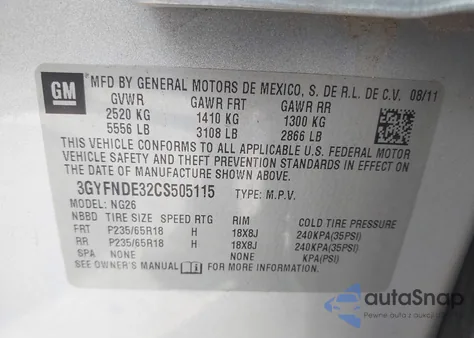 GM
MFD BY GENERAL MOTORS DE MEXICO, S. DE R.L. DE C.V. 08/11
GVWR GAWR FRT GAWR RR
2520 KG 1410 KG 1300 KG
5556 LB 3108 LB 2866 LB
THIS VEHICLE CONFORMS TO ALL APPLICABLE U.S. FEDERAL MOTOR
VEHICLE SAFETY AND THEFT PREVENTION STANDARDS IN EFFECT ON
THE DATE OF MANUFACTURE SHOWN ABOVE.
3GYFNDE32CS505115 TYPE: M.P.V.
MODEL: NG26
NBBD TIRE SIZE SPEED RTG RIM COLD TIRE PRESSURE
FRT P235/65R18 H 18X8J 240KPA(35PSI)
RR P235/65R18 H 18X8J 240KPA(35PSI)
SPA NONE NONE KPA(PSI)
SEE OWNER'S MANUAL FOR MORE INFORMATION.
autoSnap
Pewne auto z USA